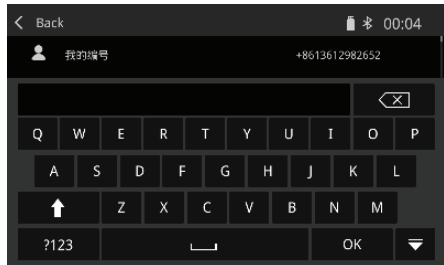 Back 00:04
我的编号 +8613612982652
Q W E R T Y U I O P
A S D F G H J K L
Z X C V B N M
?123 OK